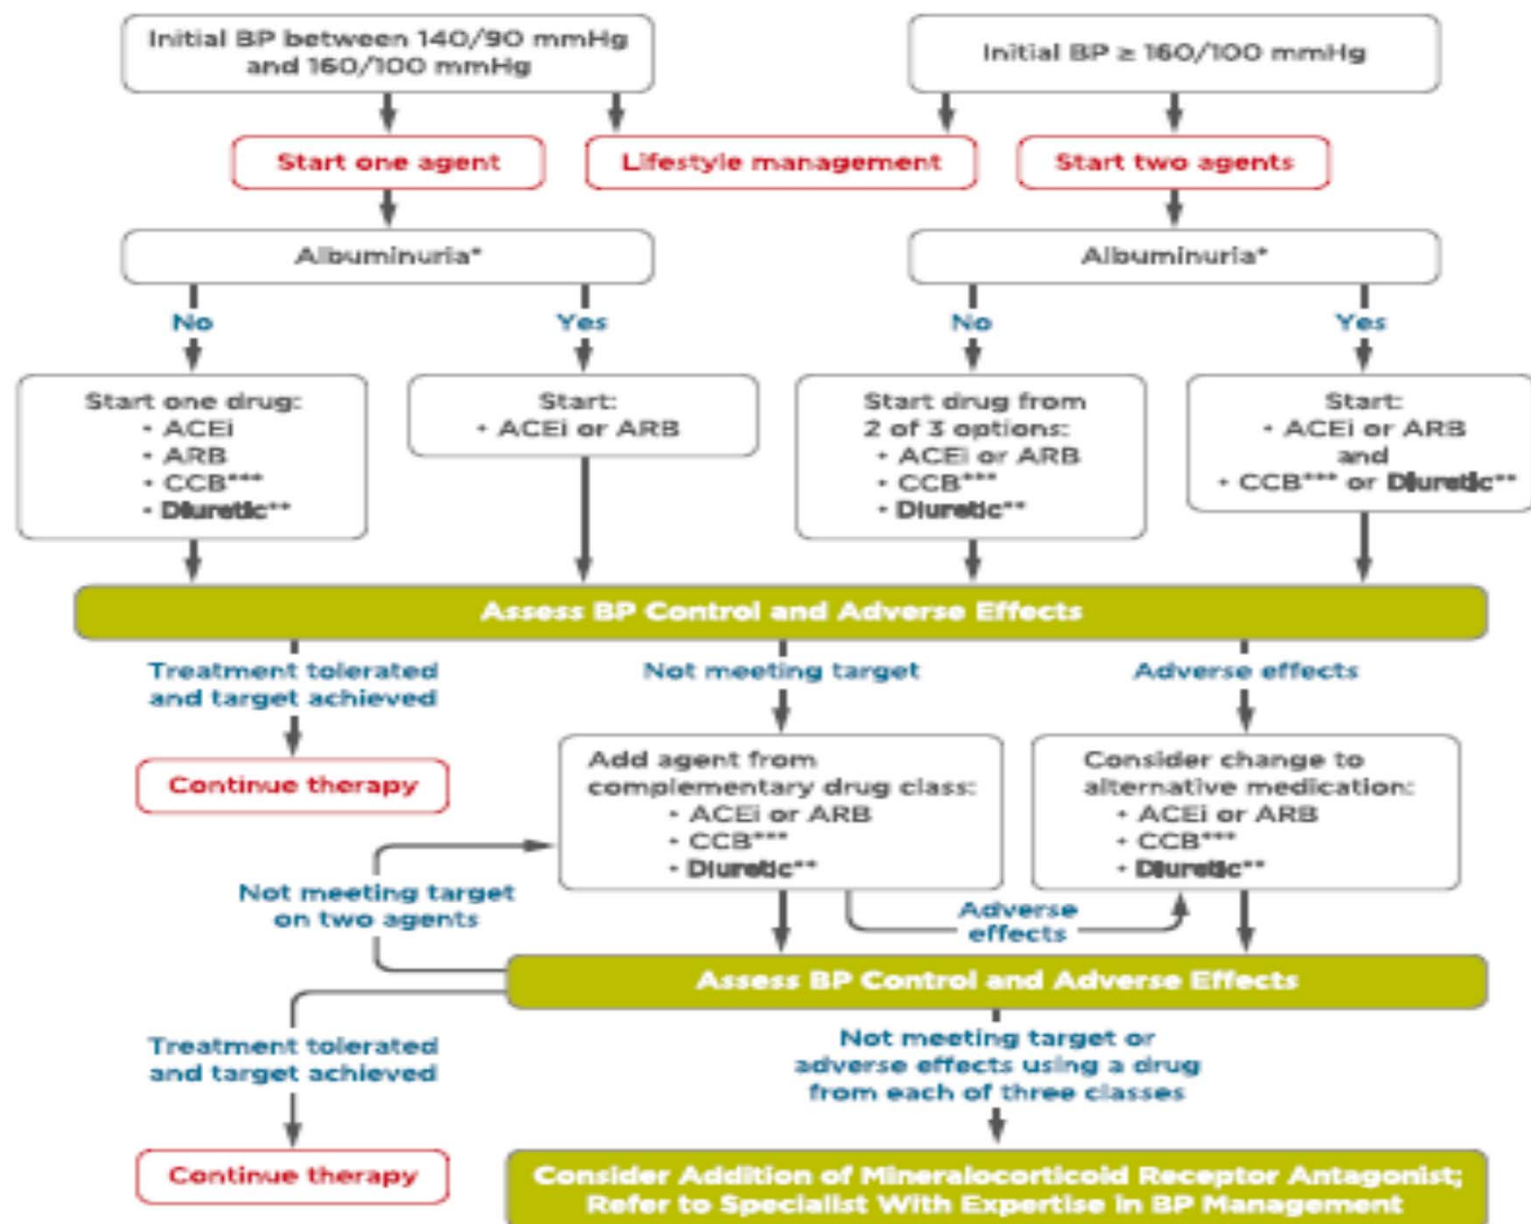 Initial BP between 140/90 mmHg
and 160/100 mmHg
Initial BP ≥ 160/100 mmHg
Start one agent
Lifestyle management
Start two agents
Albuminuria*
Albuminuria*
No
Yes
No
Yes
Start one drug:
• ACEi
• ARB
• CCB***
• Diuretic**
Start:
• ACEi or ARB
Start drug from
2 of 3 options:
• ACEi or ARB
• CCB***
• Diuretic**
Start:
• ACEi or ARB
and
• CCB*** or Diuretic**
Assess BP Control and Adverse Effects
Treatment tolerated
and target achieved
Not meeting target
Adverse effects
Continue therapy
Add agent from
complementary drug class:
• ACEi or ARB
• CCB***
• Diuretic**
Consider change to
alternative medication:
• ACEi or ARB
• CCB***
• Diuretic**
Not meeting target
on two agents
Adverse
effects
Assess BP Control and Adverse Effects
Treatment tolerated
and target achieved
Not meeting target or
adverse effects using a drug
from each of three classes
Continue therapy
Consider Addition of Mineralocorticoid Receptor Antagonist;
Refer to Specialist With Expertise in BP Management